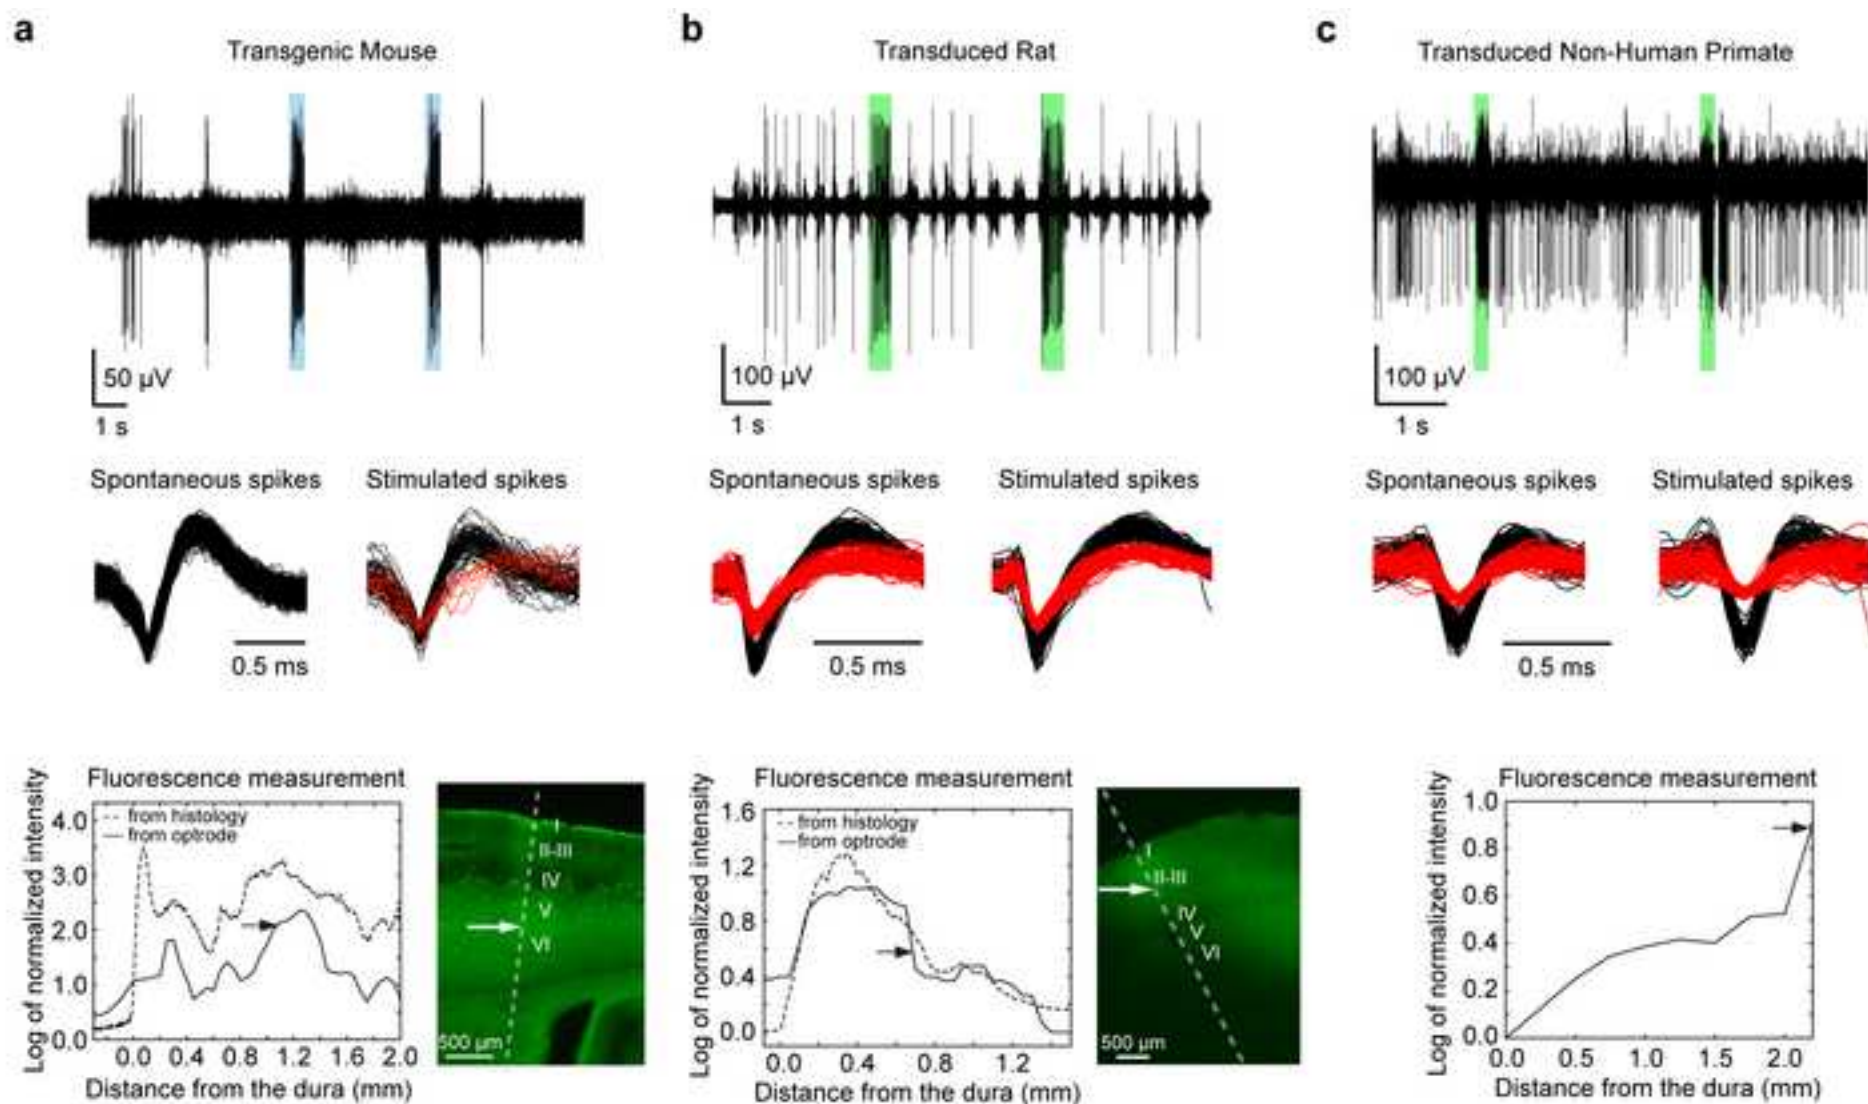 a
Transgenic Mouse
50 µV
1 s
Spontaneous spikes
Stimulated spikes
0.5 ms
Fluorescence measurement
from histology
from optrode
Log of normalized intensity
4.0
3.0
2.0
1.0
0.0
0.0 0.4 0.8 1.2 1.6 2.0
Distance from the dura (mm)
I
II-III
IV
V
VI
500 µm
b
Transduced Rat
100 µV
1 s
Spontaneous spikes
Stimulated spikes
0.5 ms
Fluorescence measurement
from histology
from optrode
Log of normalized intensity
1.6
1.2
0.8
0.4
0.0
0.0 0.4 0.8 1.2
Distance from the dura (mm)
I
II-III
IV
V
VI
500 µm
c
Transduced Non-Human Primate
100 µV
1 s
Spontaneous spikes
Stimulated spikes
0.5 ms
Fluorescence measurement
Log of normalized intensity
1.0
0.8
0.6
0.4
0.2
0.0
0.0 0.5 1.0 1.5 2.0
Distance from the dura (mm)